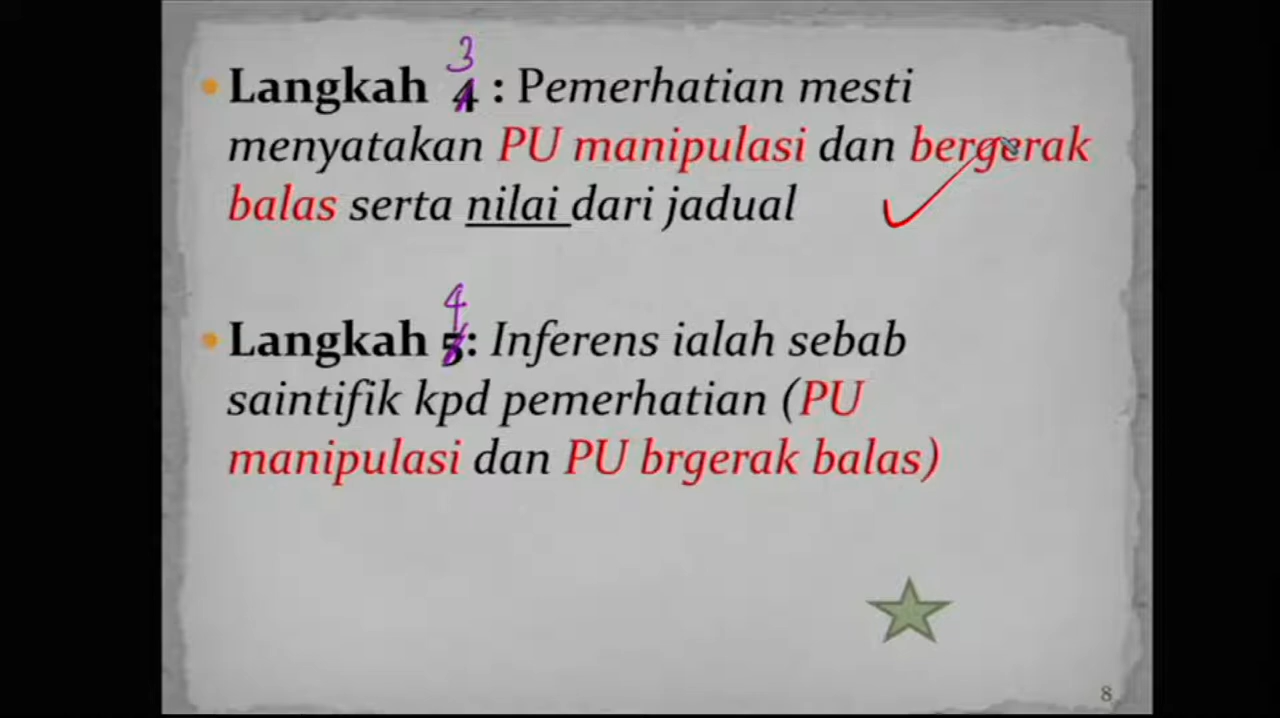 3
• Langkah 4 : Pemerhatian mesti
menyatakan PU manipulasi dan bergerak
balas serta nilai dari jadual
4
• Langkah 5: Inferens ialah sebab
saintifik kpd pemerhatian (PU
manipulasi dan PU brgerak balas)
8